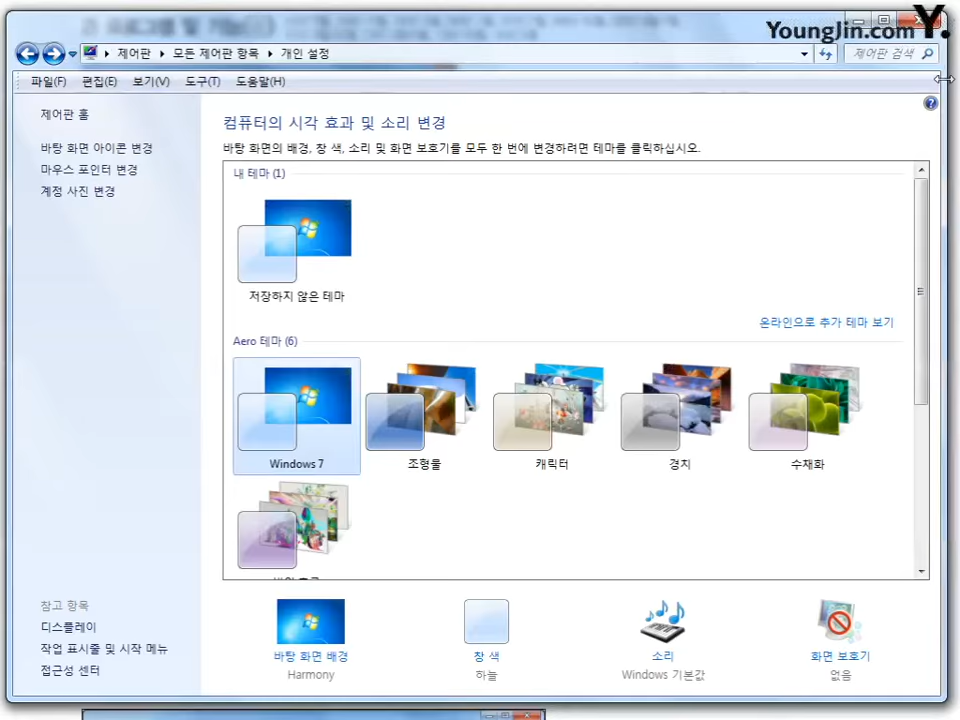 YoungJin.com Y.
제어판 ▸ 모든 제어판 항목 ▸ 개인 설정
제어판 검색
파일(F) 편집(E) 보기(V) 도구(T) 도움말(H)
제어판 홈
바탕 화면 아이콘 변경
마우스 포인터 변경
계정 사진 변경
컴퓨터의 시각 효과 및 소리 변경
바탕 화면의 배경, 창 색, 소리 및 화면 보호기를 모두 한 번에 변경하려면 테마를 클릭하십시오.
내 테마 (1)
저장하지 않은 테마
온라인으로 추가 테마 보기
Aero 테마 (6)
Windows 7
조형물
캐릭터
경치
수채화
참고 항목
디스플레이
작업 표시줄 및 시작 메뉴
접근성 센터
바탕 화면 배경
Harmony
창 색
하늘
소리
Windows 기본값
화면 보호기
없음